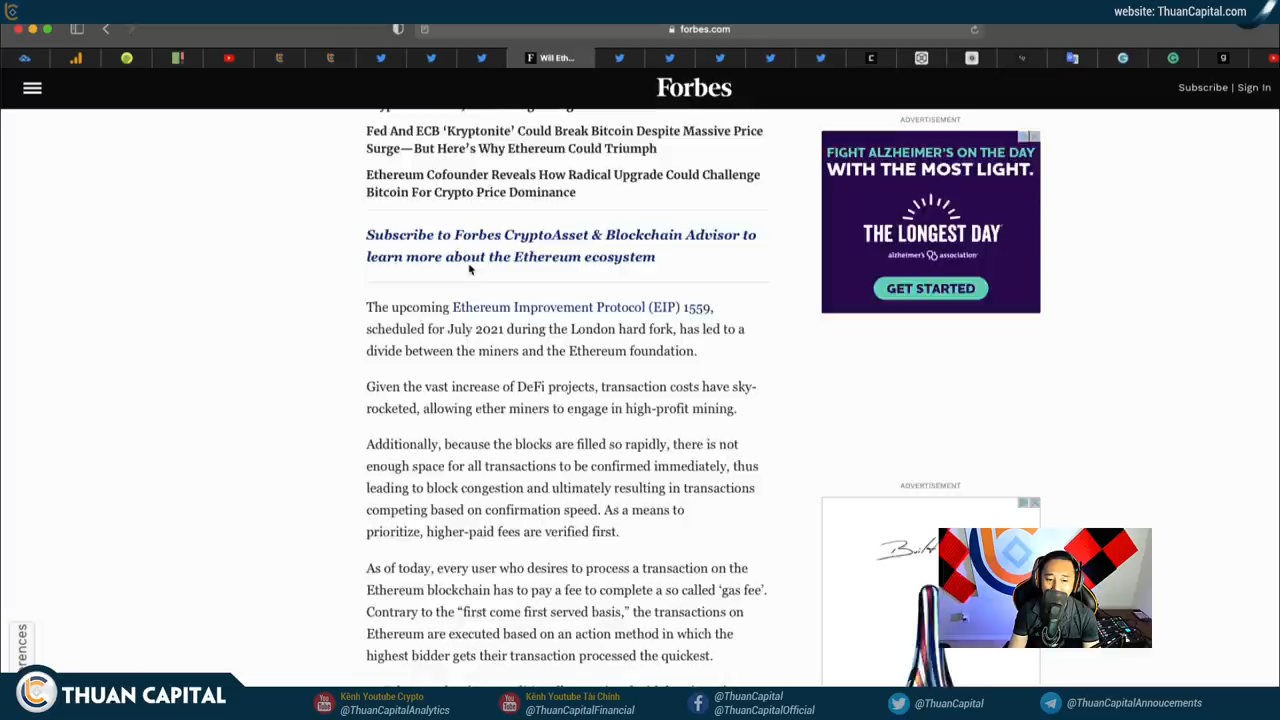 website: ThuanCapital.com
forbes.com
Will Eth...
Forbes
Subscribe | Sign In
Fed And ECB ‘Kryptonite’ Could Break Bitcoin Despite Massive Price
Surge—But Here’s Why Ethereum Could Triumph
Ethereum Cofounder Reveals How Radical Upgrade Could Challenge
Bitcoin For Crypto Price Dominance
Subscribe to Forbes CryptoAsset & Blockchain Advisor to
learn more about the Ethereum ecosystem
The upcoming Ethereum Improvement Protocol (EIP) 1559,
scheduled for July 2021 during the London hard fork, has led to a
divide between the miners and the Ethereum foundation.
Given the vast increase of DeFi projects, transaction costs have sky-
rocketed, allowing ether miners to engage in high-profit mining.
Additionally, because the blocks are filled so rapidly, there is not
enough space for all transactions to be confirmed immediately, thus
leading to block congestion and ultimately resulting in transactions
competing based on confirmation speed. As a means to
prioritize, higher-paid fees are verified first.
As of today, every user who desires to process a transaction on the
Ethereum blockchain has to pay a fee to complete a so called ‘gas fee’.
Contrary to the “first come first served basis,” the transactions on
Ethereum are executed based on an action method in which the
highest bidder gets their transaction processed the quickest.
ADVERTISEMENT
FIGHT ALZHEIMER'S ON THE DAY
WITH THE MOST LIGHT.
THE LONGEST DAY
alzheimer's association
GET STARTED
ADVERTISEMENT
Built
THUAN CAPITAL
Kênh Youtube Crypto
@ThuanCapitalAnalytics
Kênh Youtube Tài Chính
@ThuanCapitalFinancial
@ThuanCapital
@ThuanCapitalOfficial
@ThuanCapital
@ThuanCapitalAnnoucements